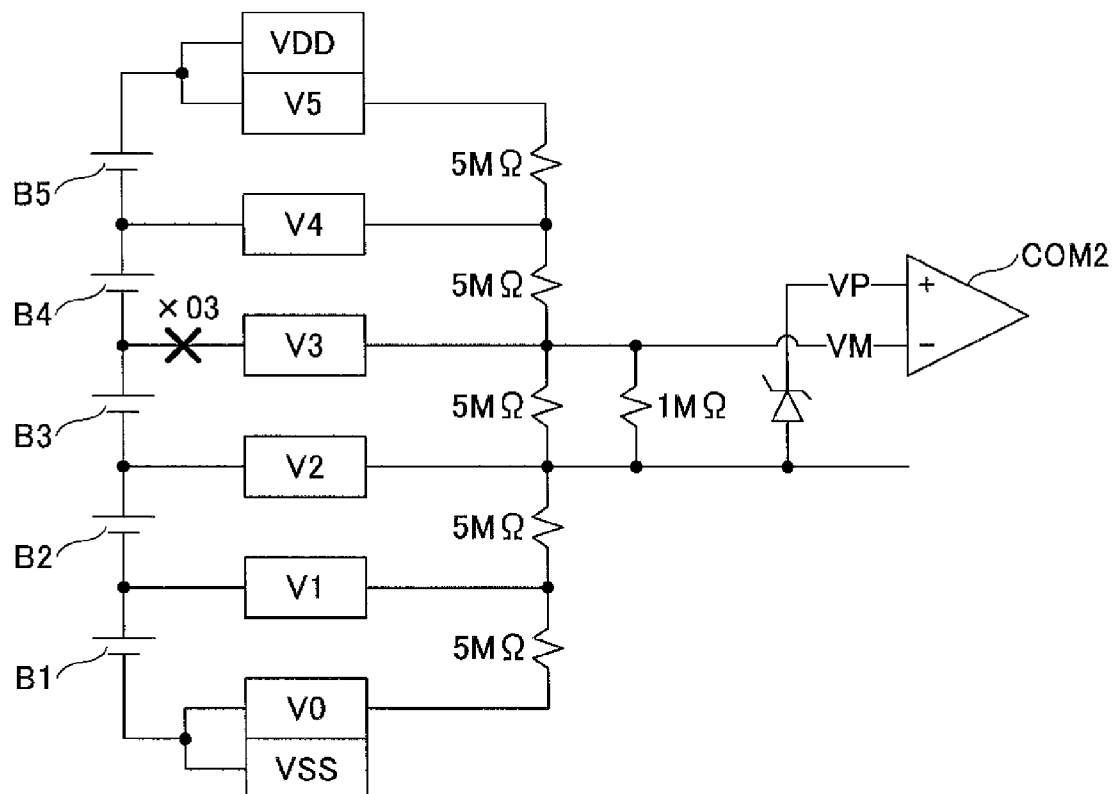 VDD
V5
5MΩ
B5
V4
COM2
5MΩ
VP
+
B4
×03
V3
VM
−
5MΩ
1MΩ
B3
V2
5MΩ
B2
V1
5MΩ
B1
V0
VSS